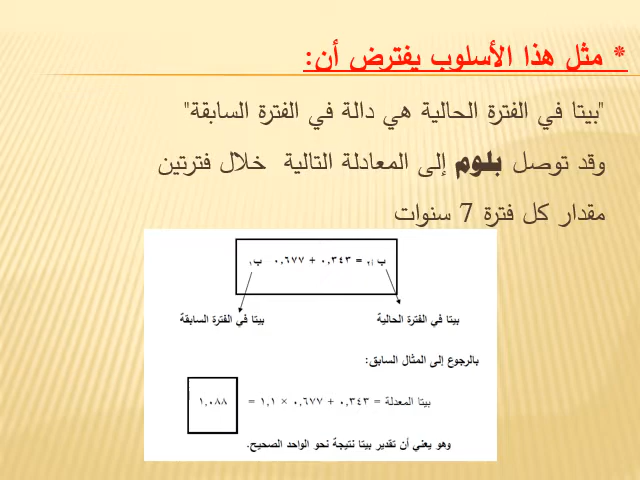 * مثل هذا الأسلوب يفترض أن:
"بيتا في الفترة الحالية هي دالة في الفترة السابقة"
وقد توصل بلوم إلى المعادلة التالية خلال فترتين
مقدار كل فترة 7 سنوات
ب ٢i = ٠,٣٤٣ + ٠,٦٧٧ ب١
بيتا في الفترة الحالية
بيتا في الفترة السابقة
بالرجوع إلى المثال السابق:
بيتا المعدلة = ٠,٣٤٣ + ٠,٦٧٧ × ١,١ = ١,٠٨٨
وهو يعني أن تقدير بيتا نتيجة نحو الواحد الصحيح.